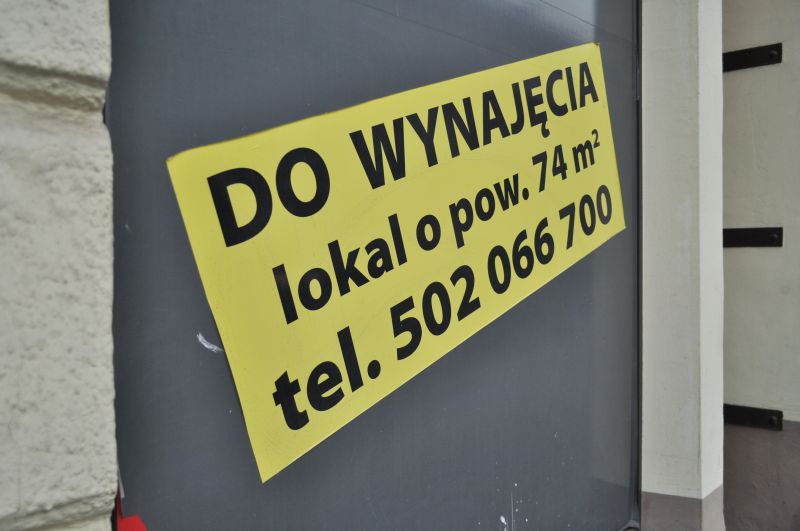 DO WYNAJĘCIA
lokal o pow. 74 m²
tel. 502 066 700